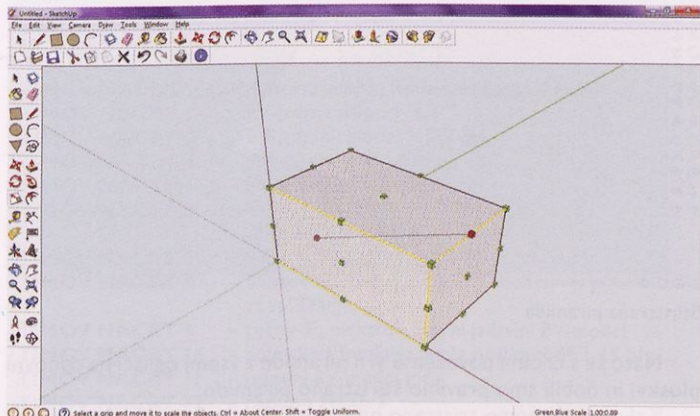 Untitled - SketchUp
File Edit View Camera Draw Tools Window Help
Select a grip and move it to scale the objects. Ctrl = About Center. Shift = Toggle Uniform.
Green,Blue Scale 1.00:0.89